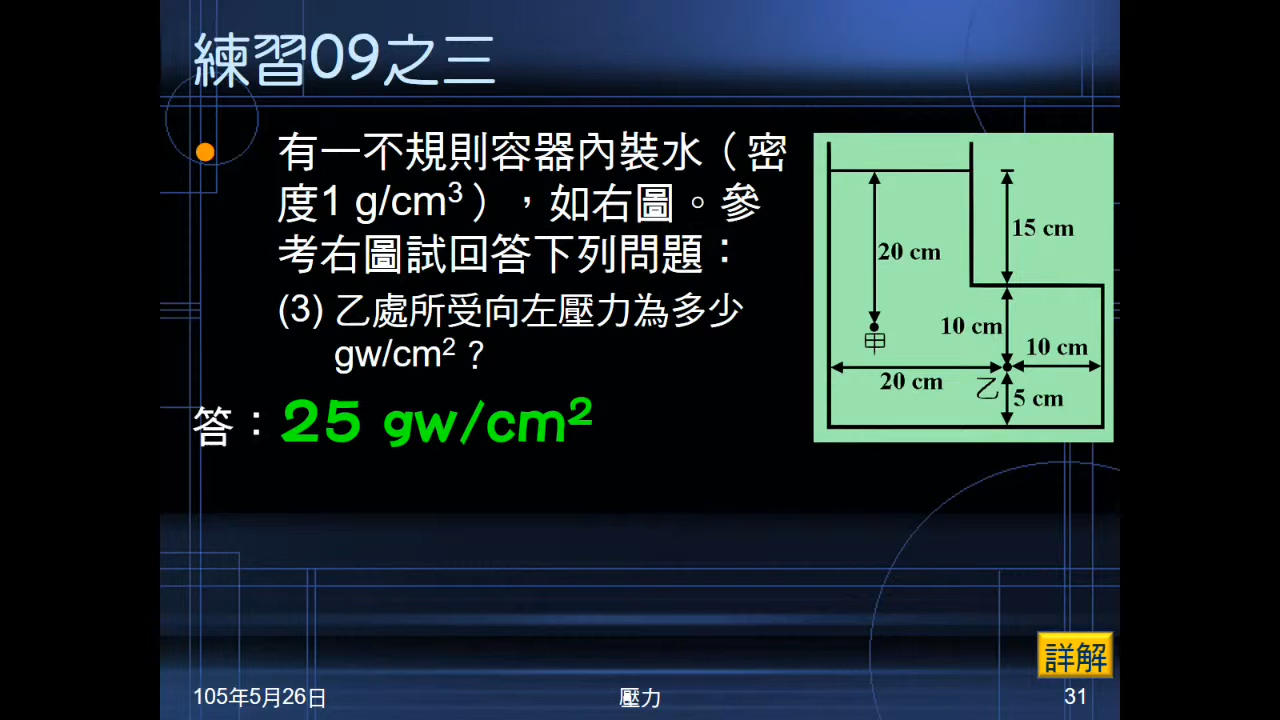 練習09之三
有一不規則容器內裝水（密
度1 g/cm³），如右圖。參
考右圖試回答下列問題：
(3) 乙處所受向左壓力為多少
gw/cm²？
答：25 gw/cm²
15 cm
20 cm
甲
10 cm
10 cm
20 cm
乙
5 cm
詳解
105年5月26日
壓力
31